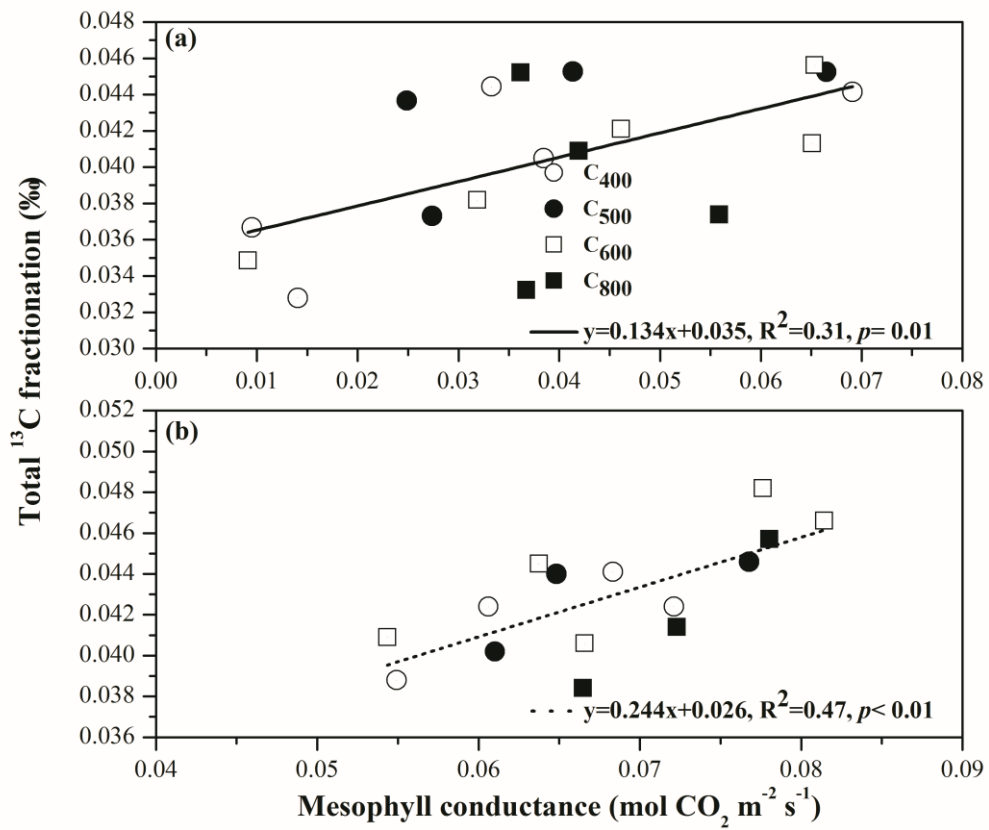 (a)
0.048
0.046
0.044
0.042
0.040
0.038
0.036
0.034
0.032
0.030
C400
C500
C600
C800
y=0.134x+0.035, R²=0.31, p= 0.01
0.00 0.01 0.02 0.03 0.04 0.05 0.06 0.07 0.08
Total ¹³C fractionation (‰)
(b)
0.052
0.050
0.048
0.046
0.044
0.042
0.040
0.038
0.036
y=0.244x+0.026, R²=0.47, p< 0.01
0.04 0.05 0.06 0.07 0.08 0.09
Mesophyll conductance (mol CO₂ m⁻² s⁻¹)